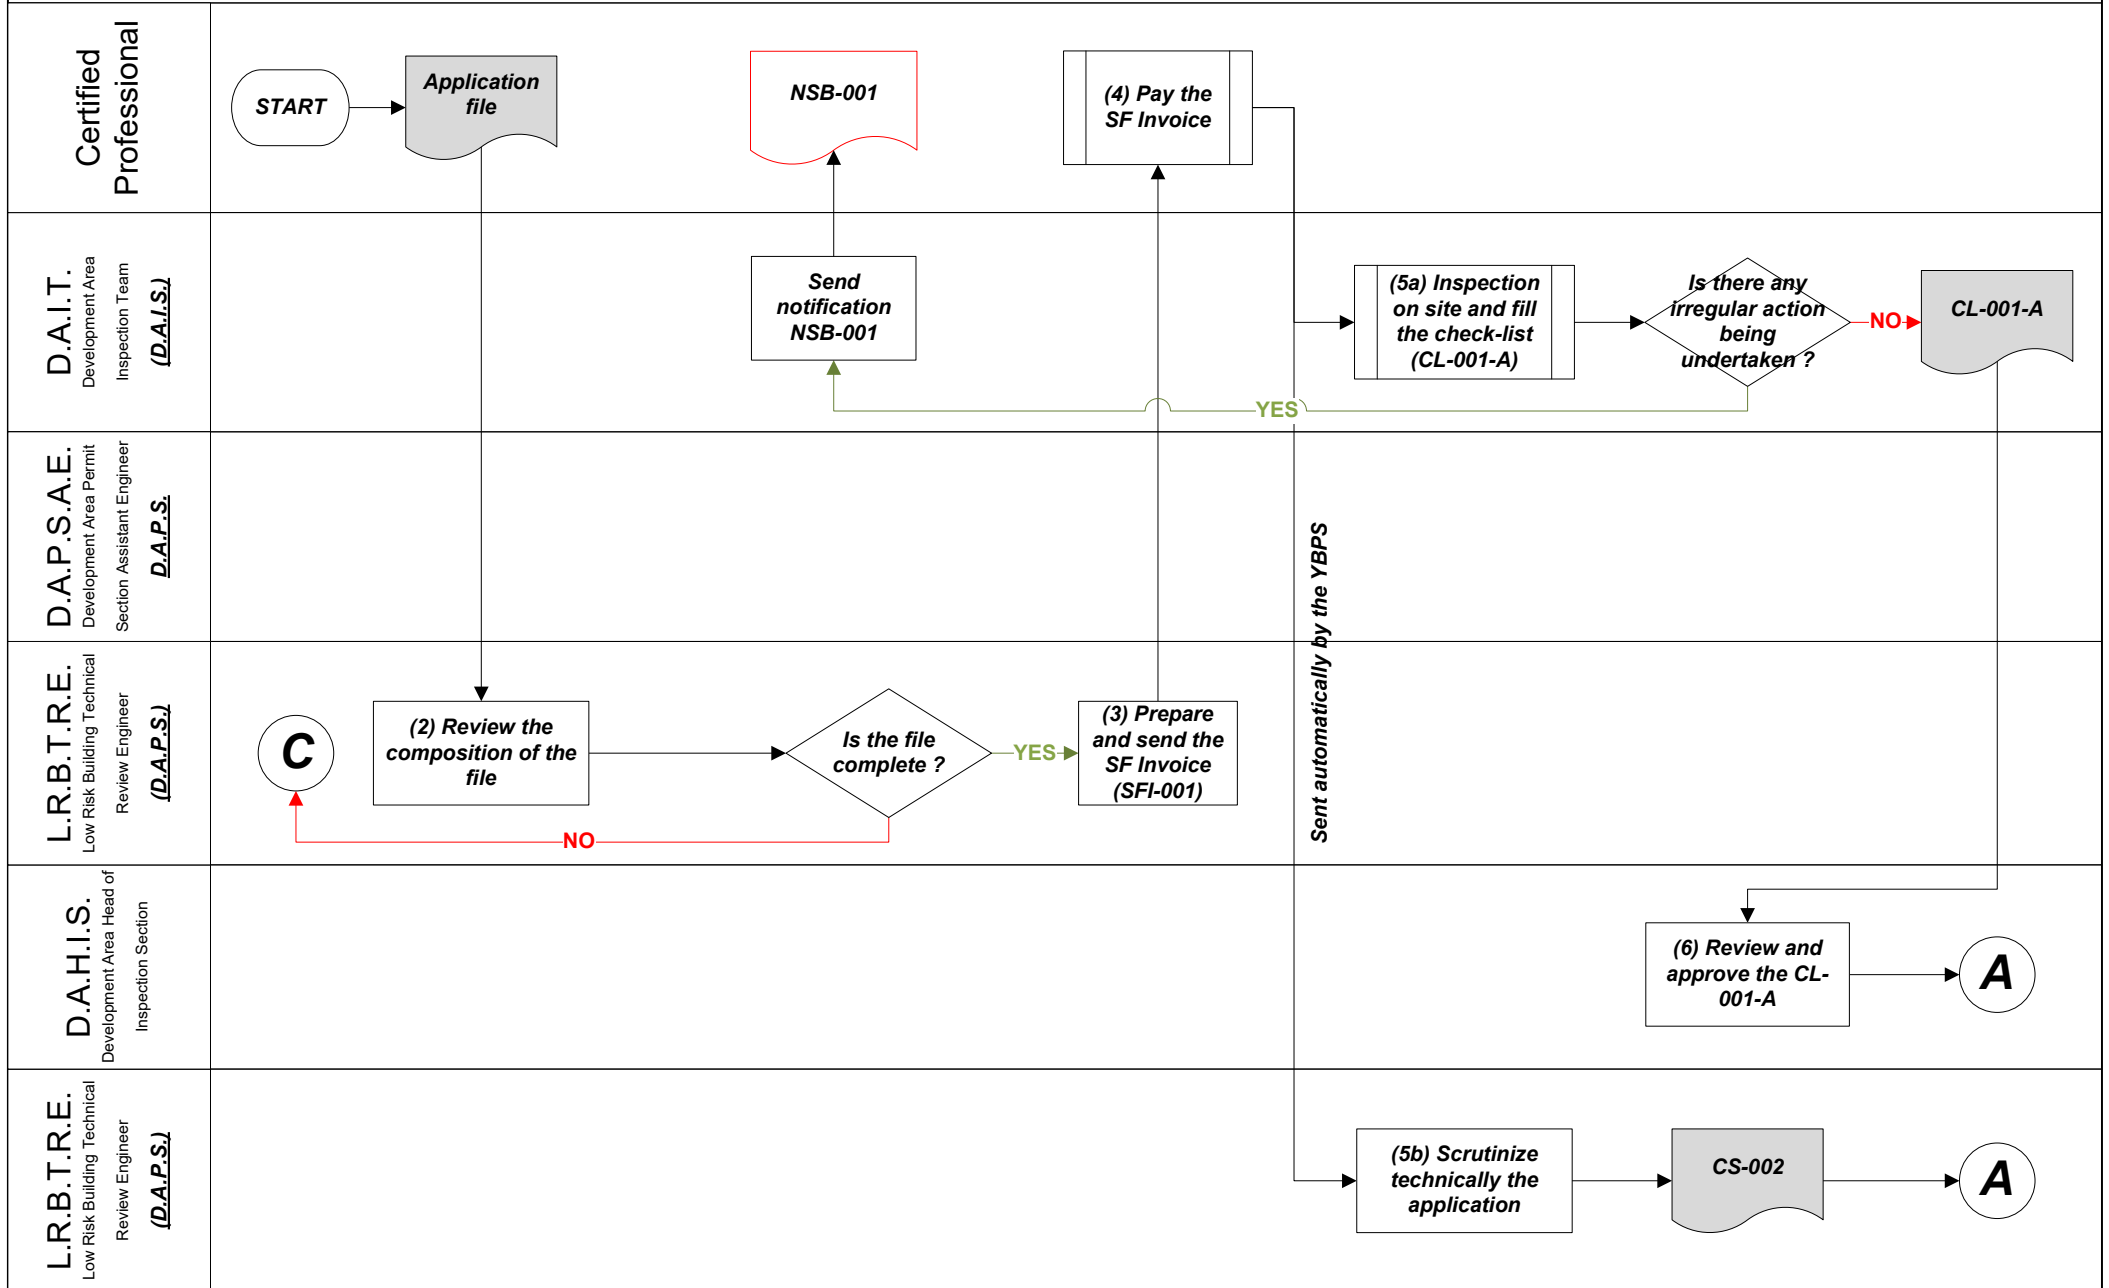 Certified
Professional
START
Application
file
NSB-001
(4) Pay the
SF Invoice
D.A.I.T.
Development Area
Inspection Team
(D.A.I.S.)
Send
notification
NSB-001
(5a) Inspection
on site and fill
the check-list
(CL-001-A)
Is there any
irregular action
being
undertaken ?
NO
CL-001-A
YES
D.A.P.S.A.E.
Development Area Permit
Section Assistant Engineer
D.A.P.S.
Sent automatically by the YBPS
L.R.B.T.R.E.
Low Risk Building Technical
Review Engineer
(D.A.P.S.)
C
(2) Review the
composition of the
file
Is the file
complete ?
YES
(3) Prepare
and send the
SF Invoice
(SFI-001)
NO
D.A.H.I.S.
Development Area Head of
Inspection Section
(6) Review and
approve the CL-
001-A
A
L.R.B.T.R.E.
Low Risk Building Technical
Review Engineer
(D.A.P.S.)
(5b) Scrutinize
technically the
application
CS-002
A